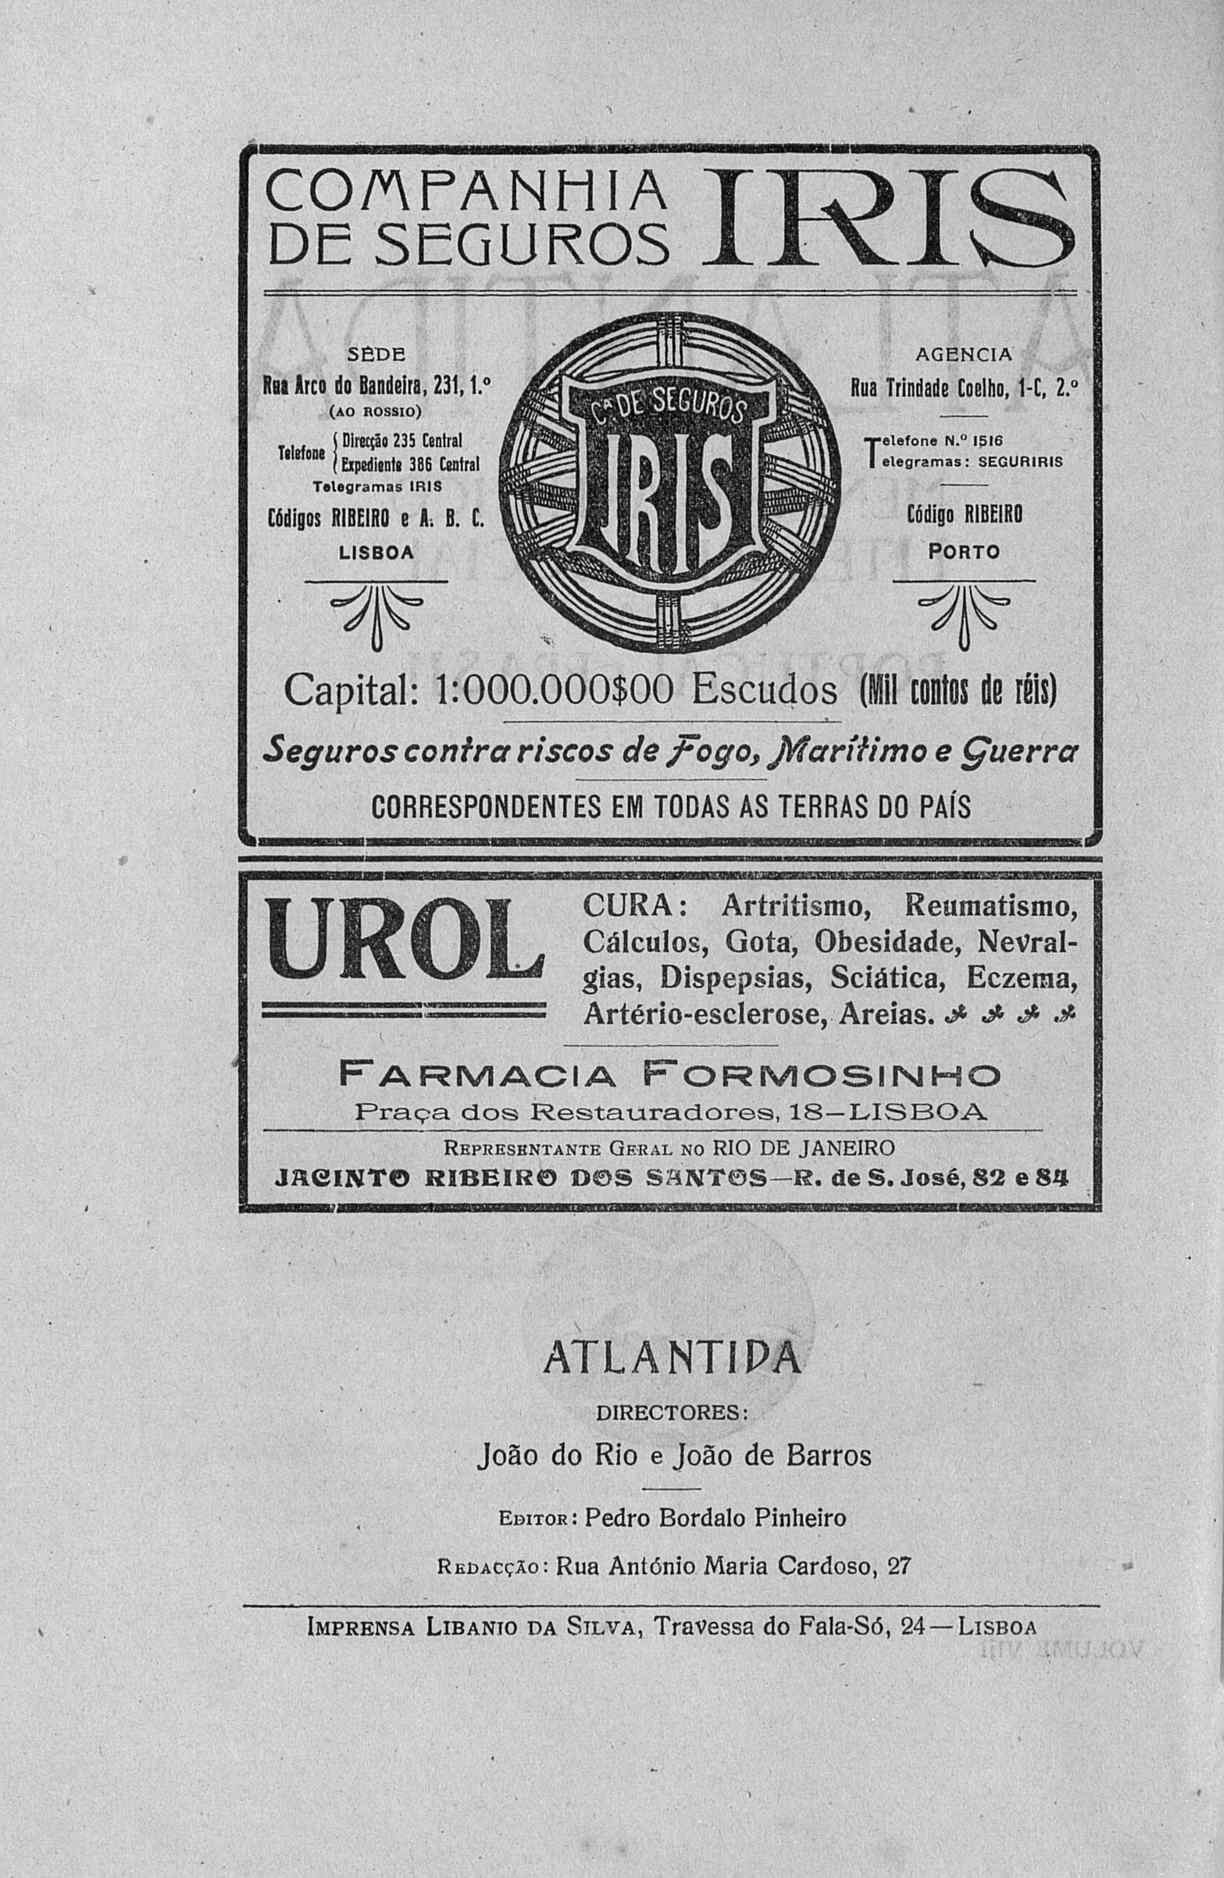 COMPANHIA
DE SEGUROS IRIS
SÉDE
Rua Arco do Bandeira, 231, 1.º
(AO ROSSIO)
Telefone { Direcção 235 Central
Expediente 386 Central
Telegramas IRIS
Códigos RIBEIRO e A. B. C.
LISBOA
Cª DE SEGUROS
IRIS
AGENCIA
Rua Trindade Coelho, 1-C, 2.º
Telefone N.º 1516
Telegramas: SEGURIRIS
Código RIBEIRO
PORTO
Capital: 1:000.000$00 Escudos (Mil contos de réis)
Seguros contra riscos de Fogo, Marítimo e Guerra
CORRESPONDENTES EM TODAS AS TERRAS DO PAÍS
UROL
CURA: Artritismo, Reumatismo,
Cálculos, Gota, Obesidade, Nevral-
gias, Dispepsias, Sciática, Eczema,
Artério-esclerose, Areias.
FARMACIA FORMOSINHO
Praça dos Restauradores, 18—LISBOA
REPRESENTANTE GERAL NO RIO DE JANEIRO
JACINTO RIBEIRO DOS SANTOS—R. de S. José, 82 e 84
ATLANTIDA
DIRECTORES:
João do Rio e João de Barros
EDITOR: Pedro Bordalo Pinheiro
REDACÇÃO: Rua António Maria Cardoso, 27
IMPRENSA LIBANIO DA SILVA, Travessa do Fala-Só, 24—LISBOA